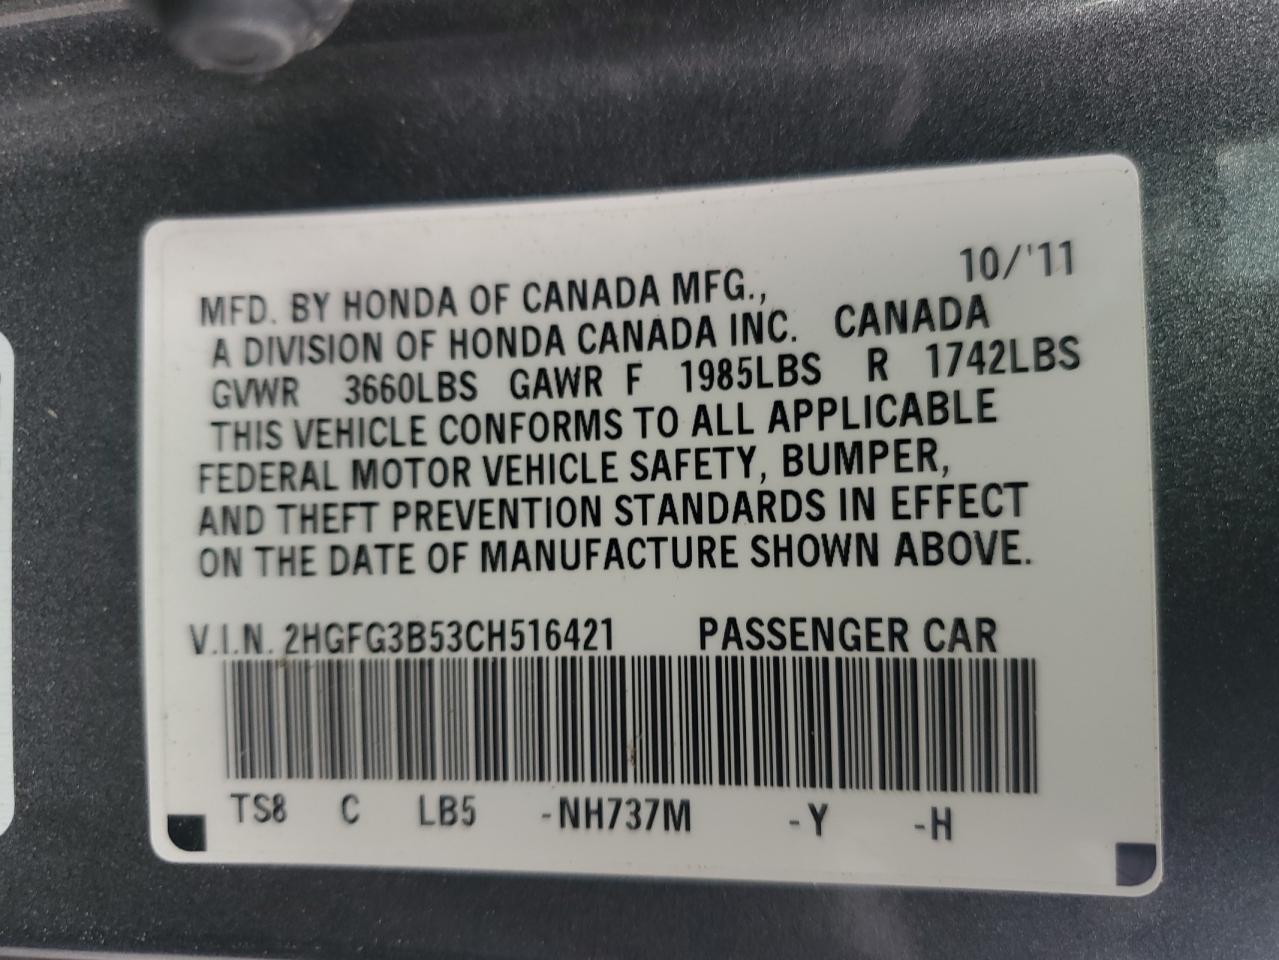 10/'11
MFD. BY HONDA OF CANADA MFG.,
A DIVISION OF HONDA CANADA INC. CANADA
GVWR 3660LBS GAWR F 1985LBS R 1742LBS
THIS VEHICLE CONFORMS TO ALL APPLICABLE
FEDERAL MOTOR VEHICLE SAFETY, BUMPER,
AND THEFT PREVENTION STANDARDS IN EFFECT
ON THE DATE OF MANUFACTURE SHOWN ABOVE.
V.I.N. 2HGFG3B53CH516421 PASSENGER CAR
TS8 C LB5 -NH737M -Y -H